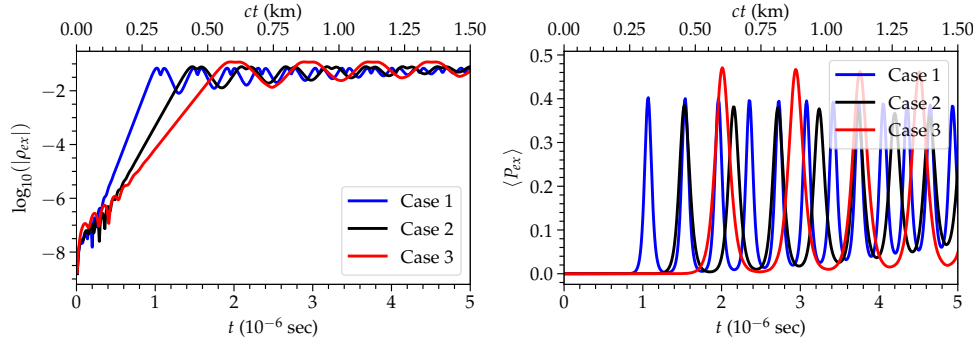 ct (km)
0.00 0.25 0.50 0.75 1.00 1.25 1.50
log₁₀(|ρₑₓ|)
−2
−4
−6
−8
Case 1
Case 2
Case 3
0 1 2 3 4 5
t (10⁻⁶ sec)
ct (km)
0.00 0.25 0.50 0.75 1.00 1.25 1.50
⟨Pₑₓ⟩
0.5
0.4
0.3
0.2
0.1
0.0
Case 1
Case 2
Case 3
0 1 2 3 4 5
t (10⁻⁶ sec)